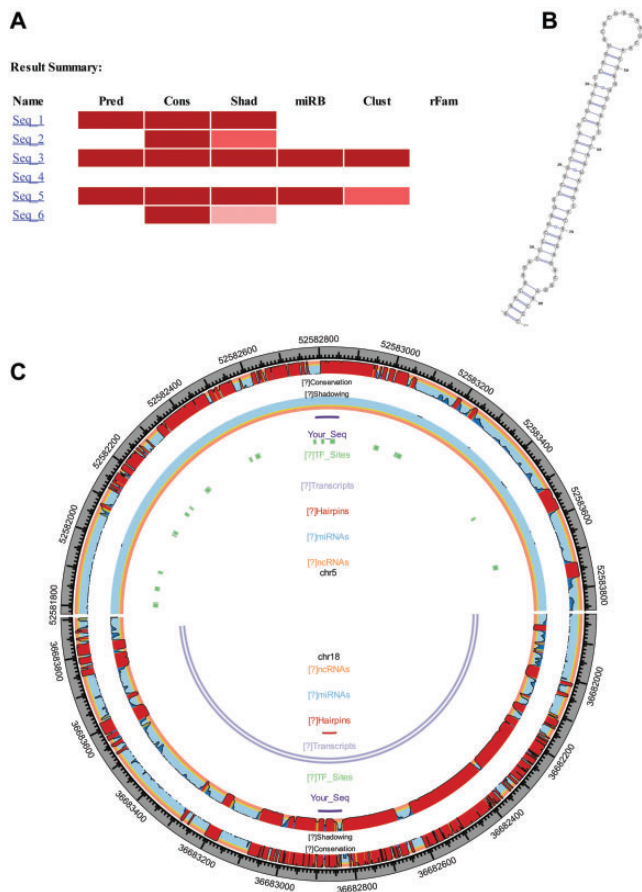 A
B
Result Summary:
Name Pred Cons Shad miRB Clust rFam
Seq_1
Seq_2
Seq_3
Seq_4
Seq_5
Seq_6
C
52581800
52582000
52582200
52582400
52582600
52582800
52583000
52583200
52583400
52583600
52583800
[?]Conservation
[?]Shadowing
Your_Seq
[?]TF_Sites
[?]Transcripts
[?]Hairpins
[?]miRNAs
[?]ncRNAs
chr5
chr18
[?]ncRNAs
[?]miRNAs
[?]Hairpins
[?]Transcripts
[?]TF_Sites
Your_Seq
[?]Shadowing
[?]Conservation
36683800
36683600
36683400
36683200
36683000
36682800
36682600
36682400
36682200
36682000